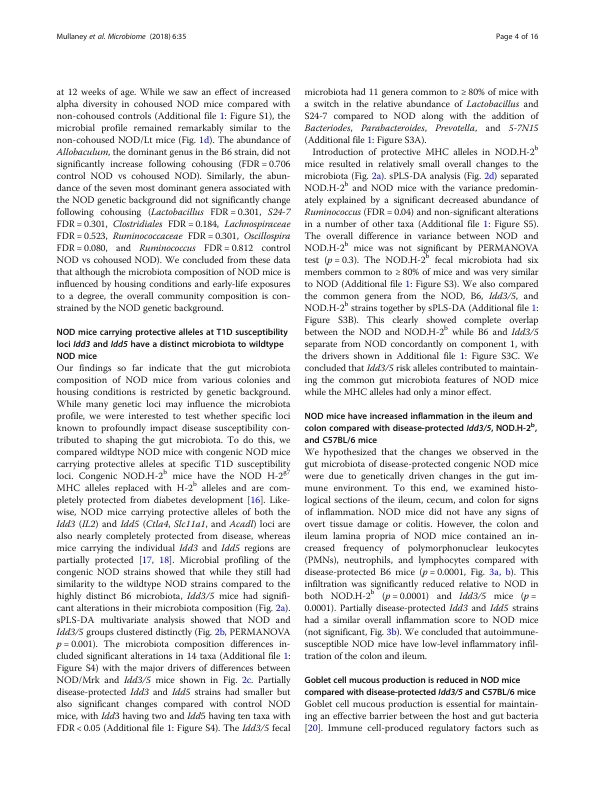 Mullaney et al. Microbiome (2018) 6:35
Page 4 of 16
at 12 weeks of age. While we saw an effect of increased
alpha diversity in cohoused NOD mice compared with
non-cohoused controls (Additional file 1: Figure S1), the
microbial profile remained remarkably similar to the
non-cohoused NOD/Lt mice (Fig. 1d). The abundance of
Allobaculum, the dominant genus in the B6 strain, did not
significantly increase following cohousing (FDR = 0.706
control NOD vs cohoused NOD). Similarly, the abun-
dance of the seven most dominant genera associated with
the NOD genetic background did not significantly change
following cohousing (Lactobacillus FDR = 0.301, S24-7
FDR = 0.301, Clostridiales FDR = 0.184, Lachnospiraceae
FDR = 0.523, Ruminococcaceae FDR = 0.301, Oscillospira
FDR = 0.080, and Ruminococcus FDR = 0.812 control
NOD vs cohoused NOD). We concluded from these data
that although the microbiota composition of NOD mice is
influenced by housing conditions and early-life exposures
to a degree, the overall community composition is con-
strained by the NOD genetic background.
NOD mice carrying protective alleles at T1D susceptibility
loci Idd3 and Idd5 have a distinct microbiota to wildtype
NOD mice
Our findings so far indicate that the gut microbiota
composition of NOD mice from various colonies and
housing conditions is restricted by genetic background.
While many genetic loci may influence the microbiota
profile, we were interested to test whether specific loci
known to profoundly impact disease susceptibility con-
tributed to shaping the gut microbiota. To do this, we
compared wildtype NOD mice with congenic NOD mice
carrying protective alleles at specific T1D susceptibility
loci. Congenic NOD.H-2b mice have the NOD H-2g7
MHC alleles replaced with H-2b alleles and are com-
pletely protected from diabetes development [16]. Like-
wise, NOD mice carrying protective alleles of both the
Idd3 (IL2) and Idd5 (Ctla4, Slc11a1, and Acadl) loci are
also nearly completely protected from disease, whereas
mice carrying the individual Idd3 and Idd5 regions are
partially protected [17, 18]. Microbial profiling of the
congenic NOD strains showed that while they still had
similarity to the wildtype NOD strains compared to the
highly distinct B6 microbiota, Idd3/5 mice had signifi-
cant alterations in their microbiota composition (Fig. 2a).
sPLS-DA multivariate analysis showed that NOD and
Idd3/5 groups clustered distinctly (Fig. 2b, PERMANOVA
p = 0.001). The microbiota composition differences in-
cluded significant alterations in 14 taxa (Additional file 1:
Figure S4) with the major drivers of differences between
NOD/Mrk and Idd3/5 mice shown in Fig. 2c. Partially
disease-protected Idd3 and Idd5 strains had smaller but
also significant changes compared with control NOD
mice, with Idd3 having two and Idd5 having ten taxa with
FDR < 0.05 (Additional file 1: Figure S4). The Idd3/5 fecal
microbiota had 11 genera common to ≥ 80% of mice with
a switch in the relative abundance of Lactobacillus and
S24-7 compared to NOD along with the addition of
Bacteriodes, Parabacteroides, Prevotella, and 5-7N15
(Additional file 1: Figure S3A).
Introduction of protective MHC alleles in NOD.H-2b
mice resulted in relatively small overall changes to the
microbiota (Fig. 2a). sPLS-DA analysis (Fig. 2d) separated
NOD.H-2b and NOD mice with the variance predomin-
ately explained by a significant decreased abundance of
Ruminococcus (FDR = 0.04) and non-significant alterations
in a number of other taxa (Additional file 1: Figure S5).
The overall difference in variance between NOD and
NOD.H-2b mice was not significant by PERMANOVA
test (p = 0.3). The NOD.H-2b fecal microbiota had six
members common to ≥ 80% of mice and was very similar
to NOD (Additional file 1: Figure S3). We also compared
the common genera from the NOD, B6, Idd3/5, and
NOD.H-2b strains together by sPLS-DA (Additional file 1:
Figure S3B). This clearly showed complete overlap
between the NOD and NOD.H-2b while B6 and Idd3/5
separate from NOD concordantly on component 1, with
the drivers shown in Additional file 1: Figure S3C. We
concluded that Idd3/5 risk alleles contributed to maintain-
ing the common gut microbiota features of NOD mice
while the MHC alleles had only a minor effect.
NOD mice have increased inflammation in the ileum and
colon compared with disease-protected Idd3/5, NOD.H-2b,
and C57BL/6 mice
We hypothesized that the changes we observed in the
gut microbiota of disease-protected congenic NOD mice
were due to genetically driven changes in the gut im-
mune environment. To this end, we examined histo-
logical sections of the ileum, cecum, and colon for signs
of inflammation. NOD mice did not have any signs of
overt tissue damage or colitis. However, the colon and
ileum lamina propria of NOD mice contained an in-
creased frequency of polymorphonuclear leukocytes
(PMNs), neutrophils, and lymphocytes compared with
disease-protected B6 mice (p = 0.0001, Fig. 3a, b). This
infiltration was significantly reduced relative to NOD in
both NOD.H-2b (p = 0.0001) and Idd3/5 mice (p =
0.0001). Partially disease-protected Idd3 and Idd5 strains
had a similar overall inflammation score to NOD mice
(not significant, Fig. 3b). We concluded that autoimmune-
susceptible NOD mice have low-level inflammatory infil-
tration of the colon and ileum.
Goblet cell mucous production is reduced in NOD mice
compared with disease-protected Idd3/5 and C57BL/6 mice
Goblet cell mucous production is essential for maintain-
ing an effective barrier between the host and gut bacteria
[20]. Immune cell-produced regulatory factors such as